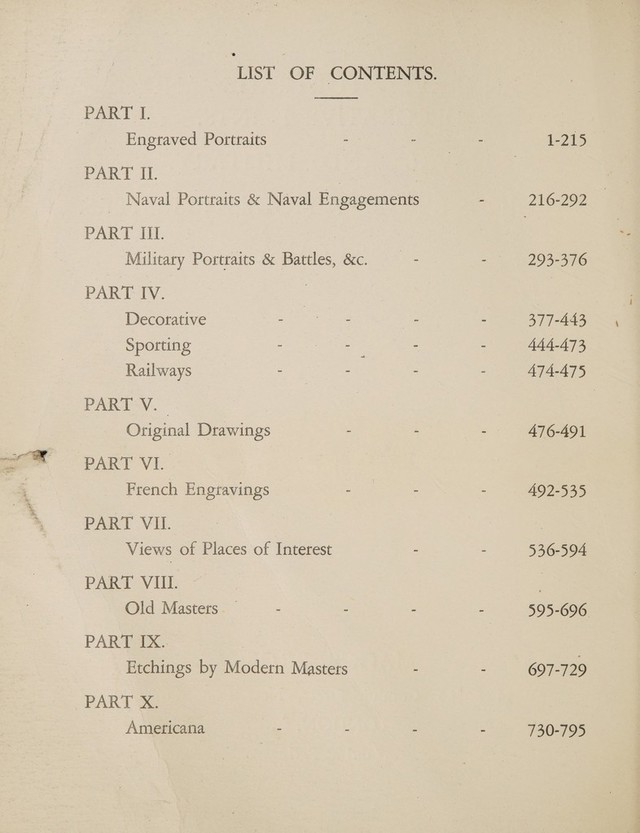 LIST OF CONTENTS.
PART I.
Engraved Portraits - - - 1-215
PART II.
Naval Portraits & Naval Engagements - 216-292
PART III.
Military Portraits & Battles, &c. - - 293-376
PART IV.
Decorative - - - - 377-443
Sporting - - - - 444-473
Railways - - - - 474-475
PART V.
Original Drawings - - - 476-491
PART VI.
French Engravings - - - 492-535
PART VII.
Views of Places of Interest - - 536-594
PART VIII.
Old Masters - - - - 595-696
PART IX.
Etchings by Modern Masters - - 697-729
PART X.
Americana - - - - 730-795